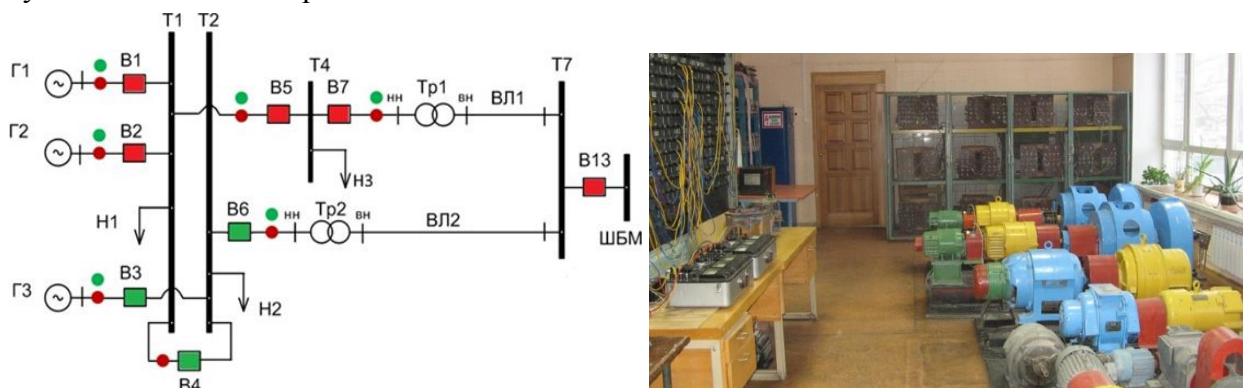 Т1
Т2
Г1
В1
Т4
Т7
В5
В7
нн
Тр1
вн
ВЛ1
Г2
В2
В13
Н3
Н1
В6
нн
Тр2
вн
ВЛ2
ШБМ
Г3
В3
Н2
В4